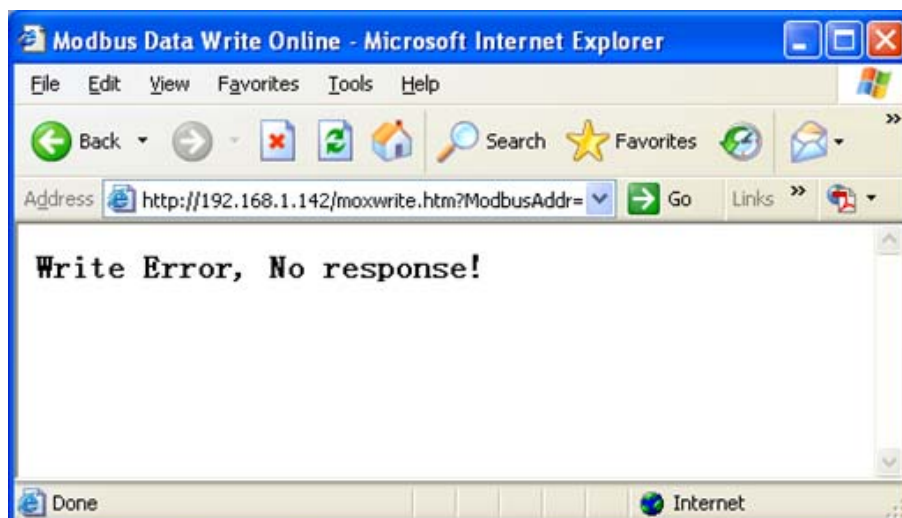 Modbus Data Write Online - Microsoft Internet Explorer
File Edit View Favorites Tools Help
Back Search Favorites »
Address http://192.168.1.142/moxwrite.htm?ModbusAddr= Go Links »
Write Error, No response!
Done Internet